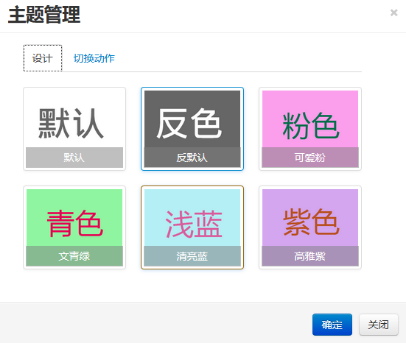 主题管理
×
设计 切换动作
默认 反色 粉色
默认 反默认 可爱粉
青色 浅蓝 紫色
文青绿 清亮蓝 高雅紫
确定 关闭